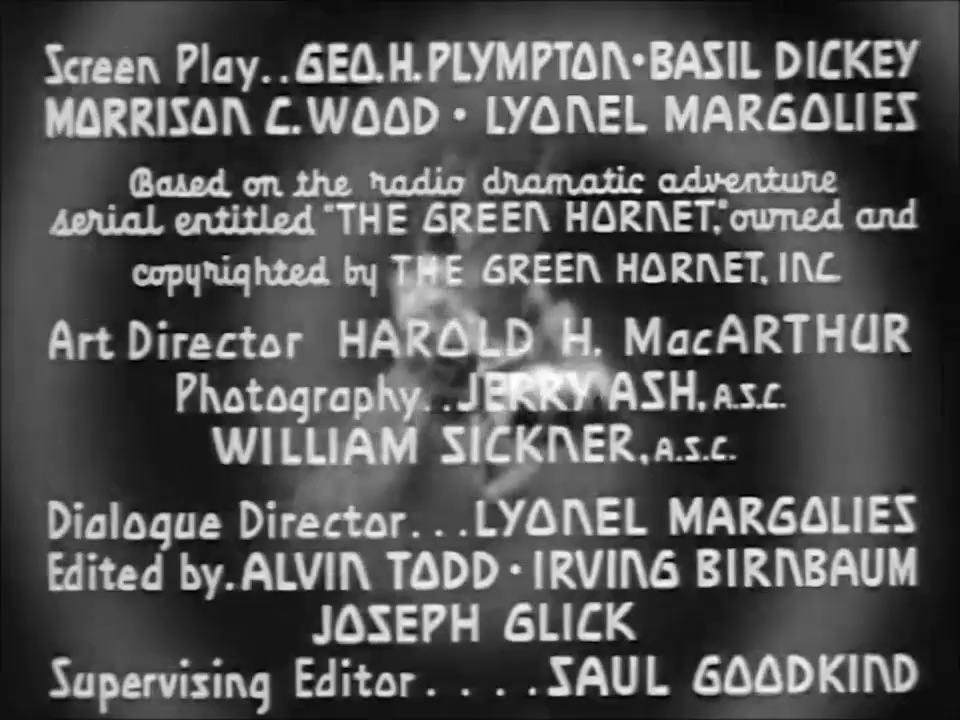 Screen Play..GEO.H.PLYMPTON•BASIL DICKEY
MORRISON C.WOOD • LYONEL MARGOLIES
Based on the radio dramatic adventure
serial entitled "THE GREEN HORNET," owned and
copyrighted by THE GREEN HORNET, INC
Art Director HAROLD H. MacARTHUR
Photography..JERRY ASH, A.S.C.
WILLIAM SICKNER, A.S.C.
Dialogue Director...LYONEL MARGOLIES
Edited by.ALVIN TODD•IRVING BIRNBAUM
JOSEPH GLICK
Supervising Editor....SAUL GOODKIND